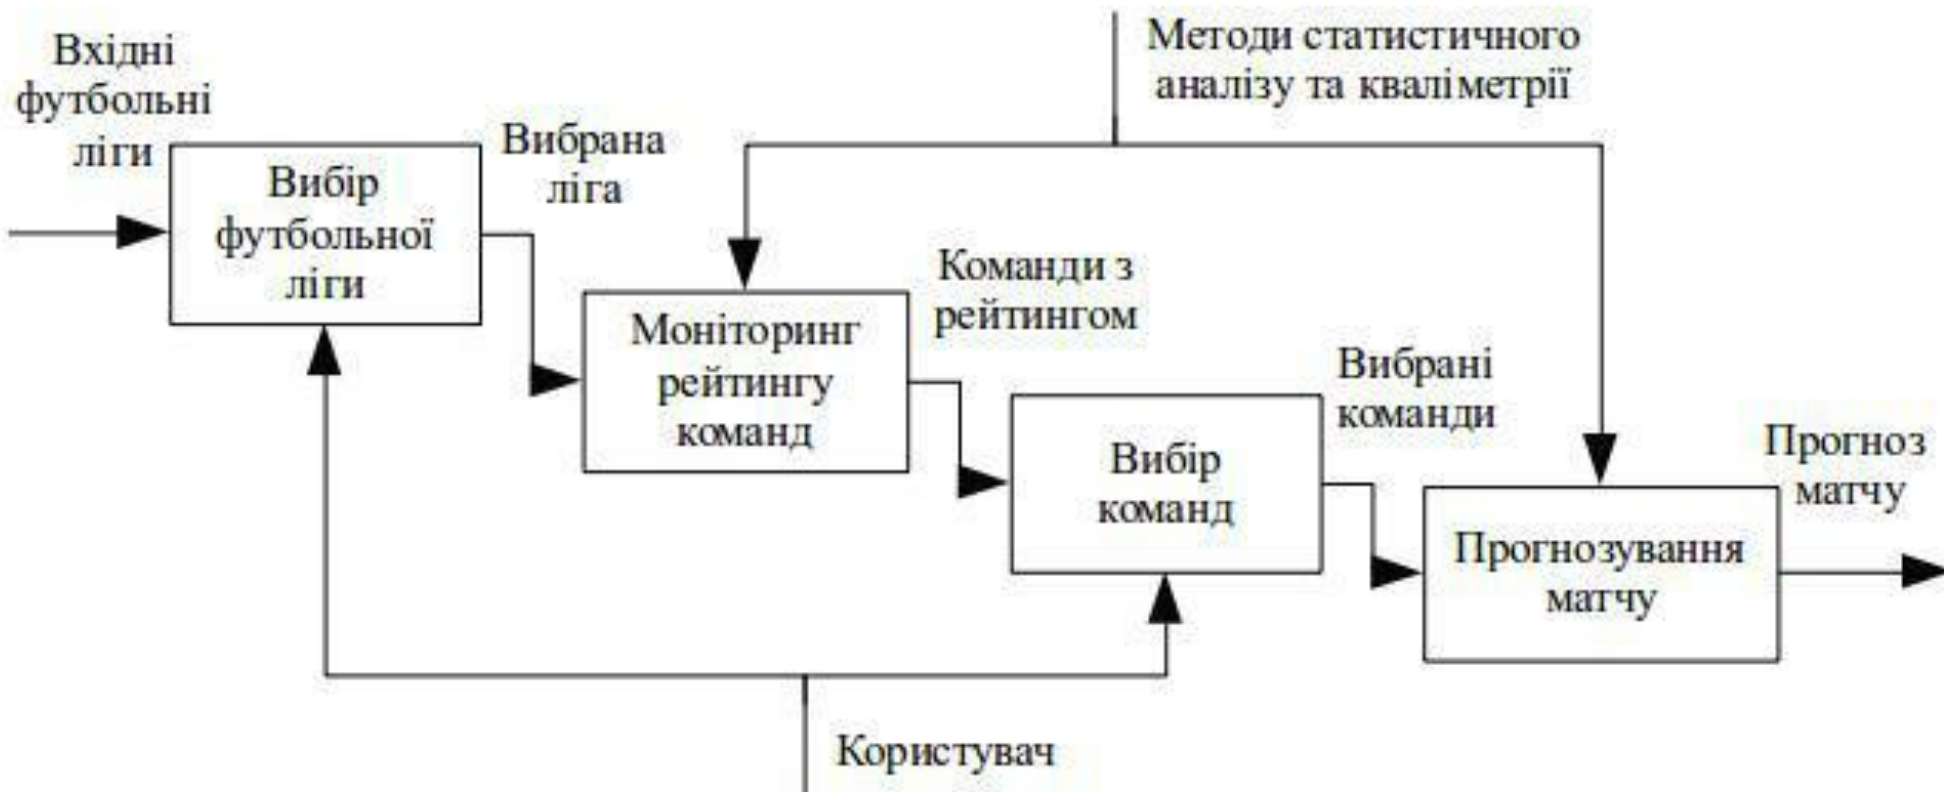 Вхідні
футбольні
ліги
Вибір
футбольної
ліги
Вибрана
ліга
Методи статистичного
аналізу та кваліметрії
Моніторинг
рейтингу
команд
Команди з
рейтингом
Вибір
команд
Вибрані
команди
Прогнозування
матчу
Прогноз
матчу
Користувач